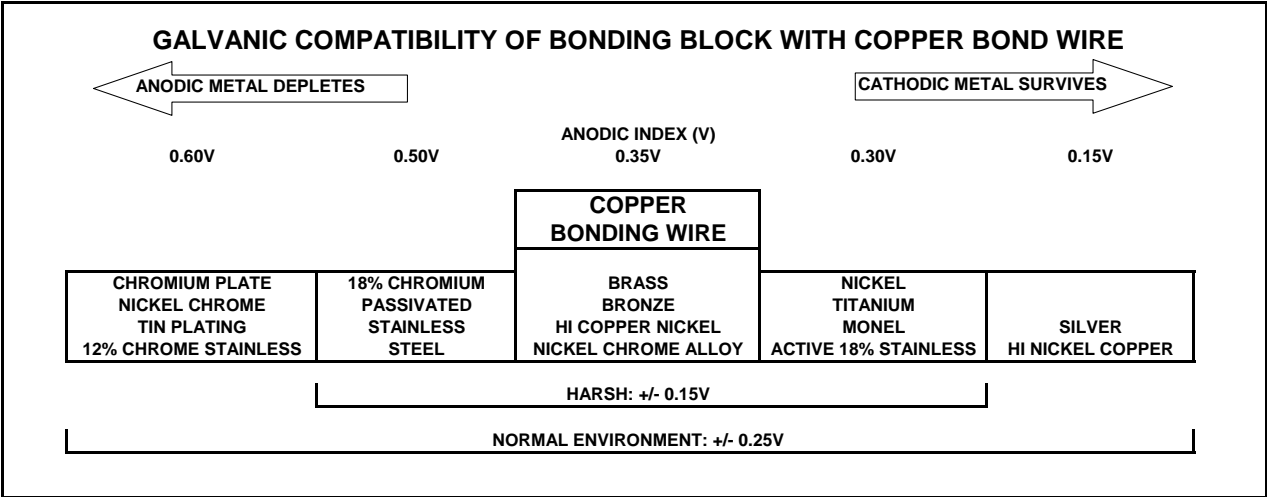 GALVANIC COMPATIBILITY OF BONDING BLOCK WITH COPPER BOND WIRE
ANODIC METAL DEPLETES
CATHODIC METAL SURVIVES
ANODIC INDEX (V)
0.60V 0.50V 0.35V 0.30V 0.15V
COPPER
BONDING WIRE
CHROMIUM PLATE
NICKEL CHROME
TIN PLATING
12% CHROME STAINLESS
18% CHROMIUM
PASSIVATED
STAINLESS
STEEL
BRASS
BRONZE
HI COPPER NICKEL
NICKEL CHROME ALLOY
NICKEL
TITANIUM
MONEL
ACTIVE 18% STAINLESS
SILVER
HI NICKEL COPPER
HARSH: +/- 0.15V
NORMAL ENVIRONMENT: +/- 0.25V